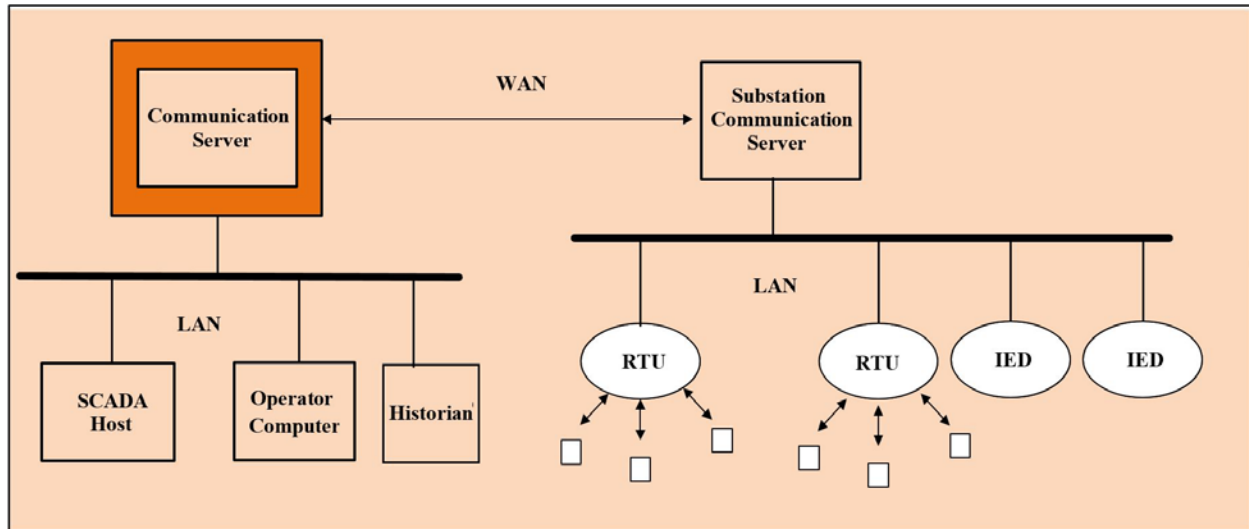 Communication
Server
WAN
Substation
Communication
Server
LAN
SCADA
Host
Operator
Computer
Historian
LAN
RTU
RTU
IED
IED